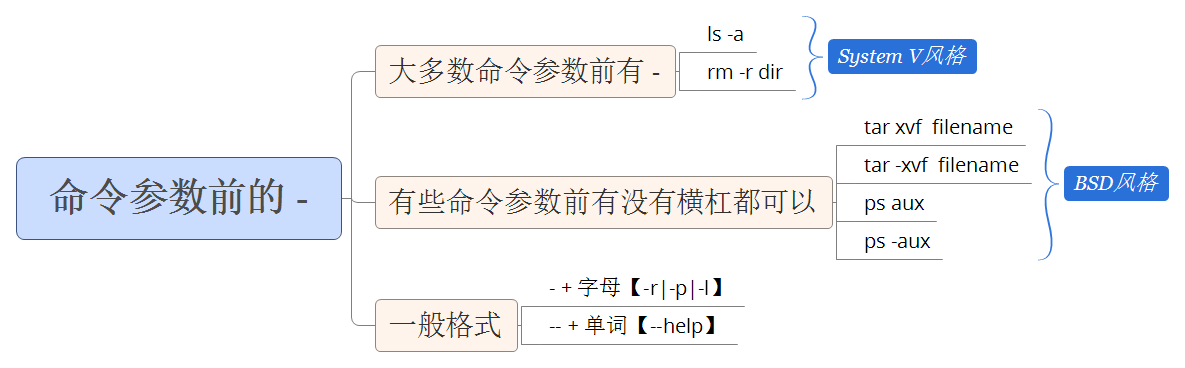 命令参数前的 -
大多数命令参数前有 -
ls -a
rm -r dir
System V风格
有些命令参数前有没有横杠都可以
tar xvf  filename
tar -xvf  filename
ps aux
ps -aux
BSD风格
一般格式
- + 字母【-r|-p|-l】
-- + 单词【--help】